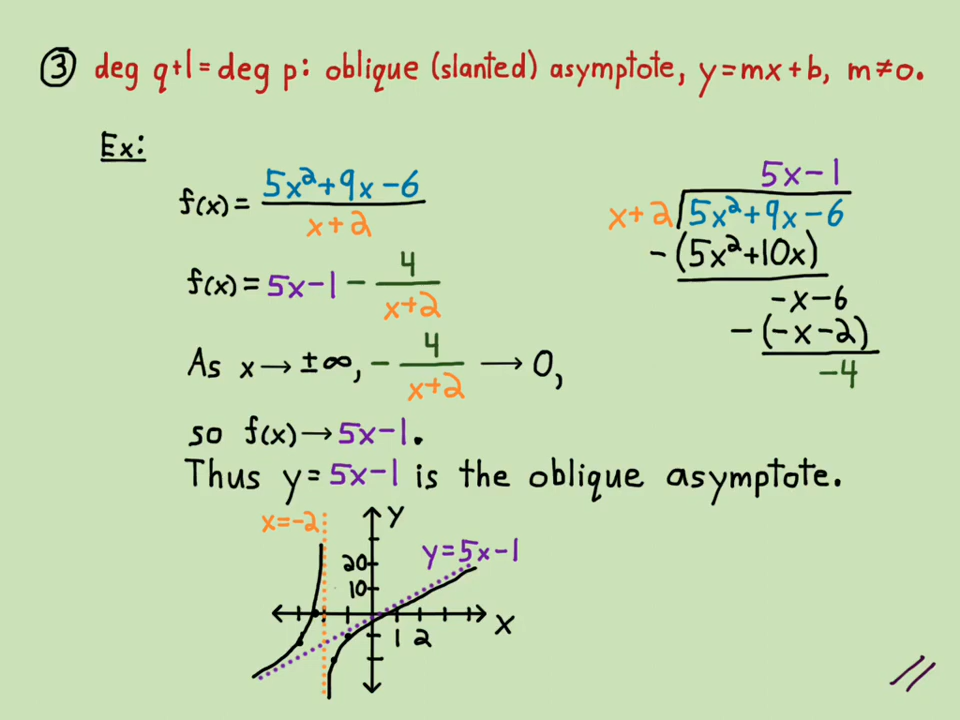 ③ deg q+1=deg p: oblique (slanted) asymptote, y=mx+b, m≠0.
Ex:
f(x)= 5x²+9x-6
x+2
f(x)= 5x-1 - 4
x+2
As x→±∞, - 4
x+2 → 0,
so f(x)→5x-1.
Thus y=5x-1 is the oblique asymptote.
5x-1
x+2 √5x²+9x-6
-(5x²+10x)
-x-6
-(-x-2)
-4
x=-2
y
y=5x-1
20
10
1 2
x